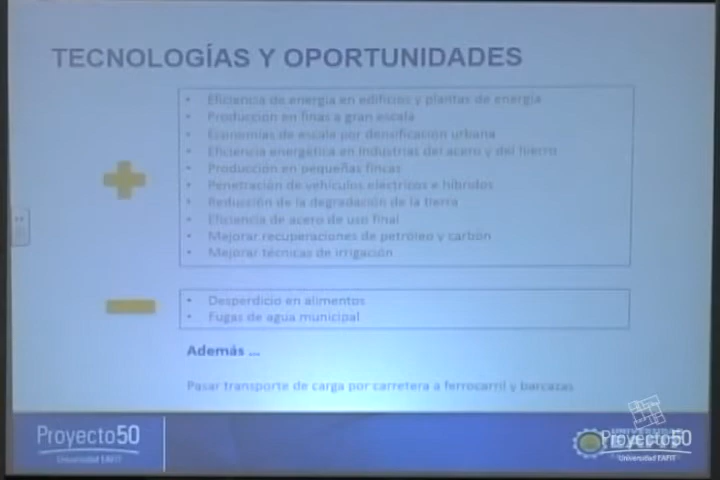 TECNOLOGÍAS Y OPORTUNIDADES
• Eficiencia de energía en edificios y plantas de energía
• Producción en finas a gran escala
• Economías de escala por densificación urbana
• Eficiencia energética en industrias del acero y del hierro
• Producción en pequeñas fincas
• Penetración de vehículos eléctricos e híbridos
• Reducción de la degradación de la tierra
• Eficiencia de acero de uso final
• Mejorar recuperaciones de petróleo y carbón
• Mejorar técnicas de irrigación
• Desperdicio en alimentos
• Fugas de agua municipal
Además ...
Pasar transporte de carga por carretera a ferrocarril y barcazas
Proyecto50
Universidad EAFIT
Proyecto50
Universidad EAFIT